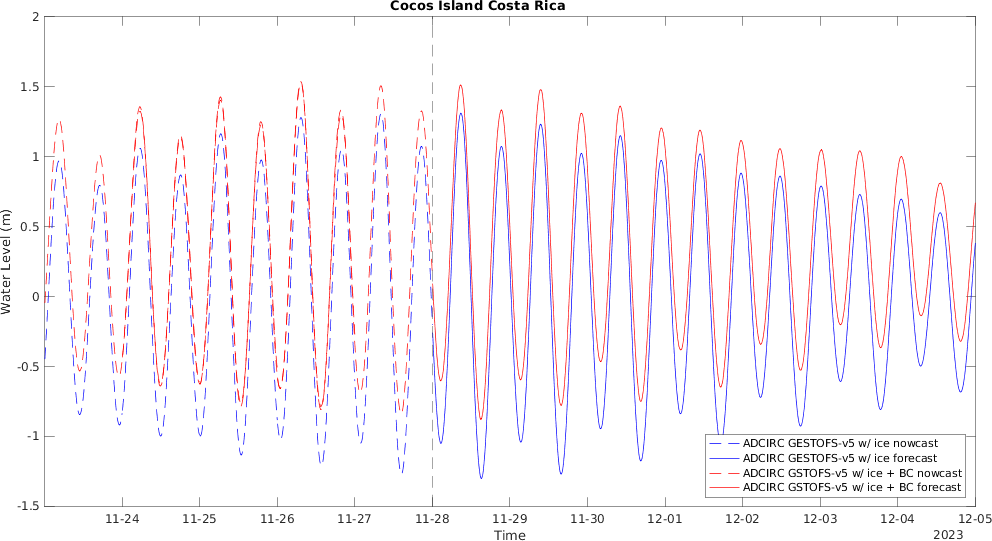 Cocos Island Costa Rica
2
1.5
1
0.5
0
-0.5
-1
-1.5
Water Level (m)
ADCIRC GESTOFS-v5 w/ ice nowcast
ADCIRC GESTOFS-v5 w/ ice forecast
ADCIRC GSTOFS-v5 w/ ice + BC nowcast
ADCIRC GSTOFS-v5 w/ ice + BC forecast
11-24 11-25 11-26 11-27 11-28 11-29 11-30 12-01 12-02 12-03 12-04 12-05
Time
2023